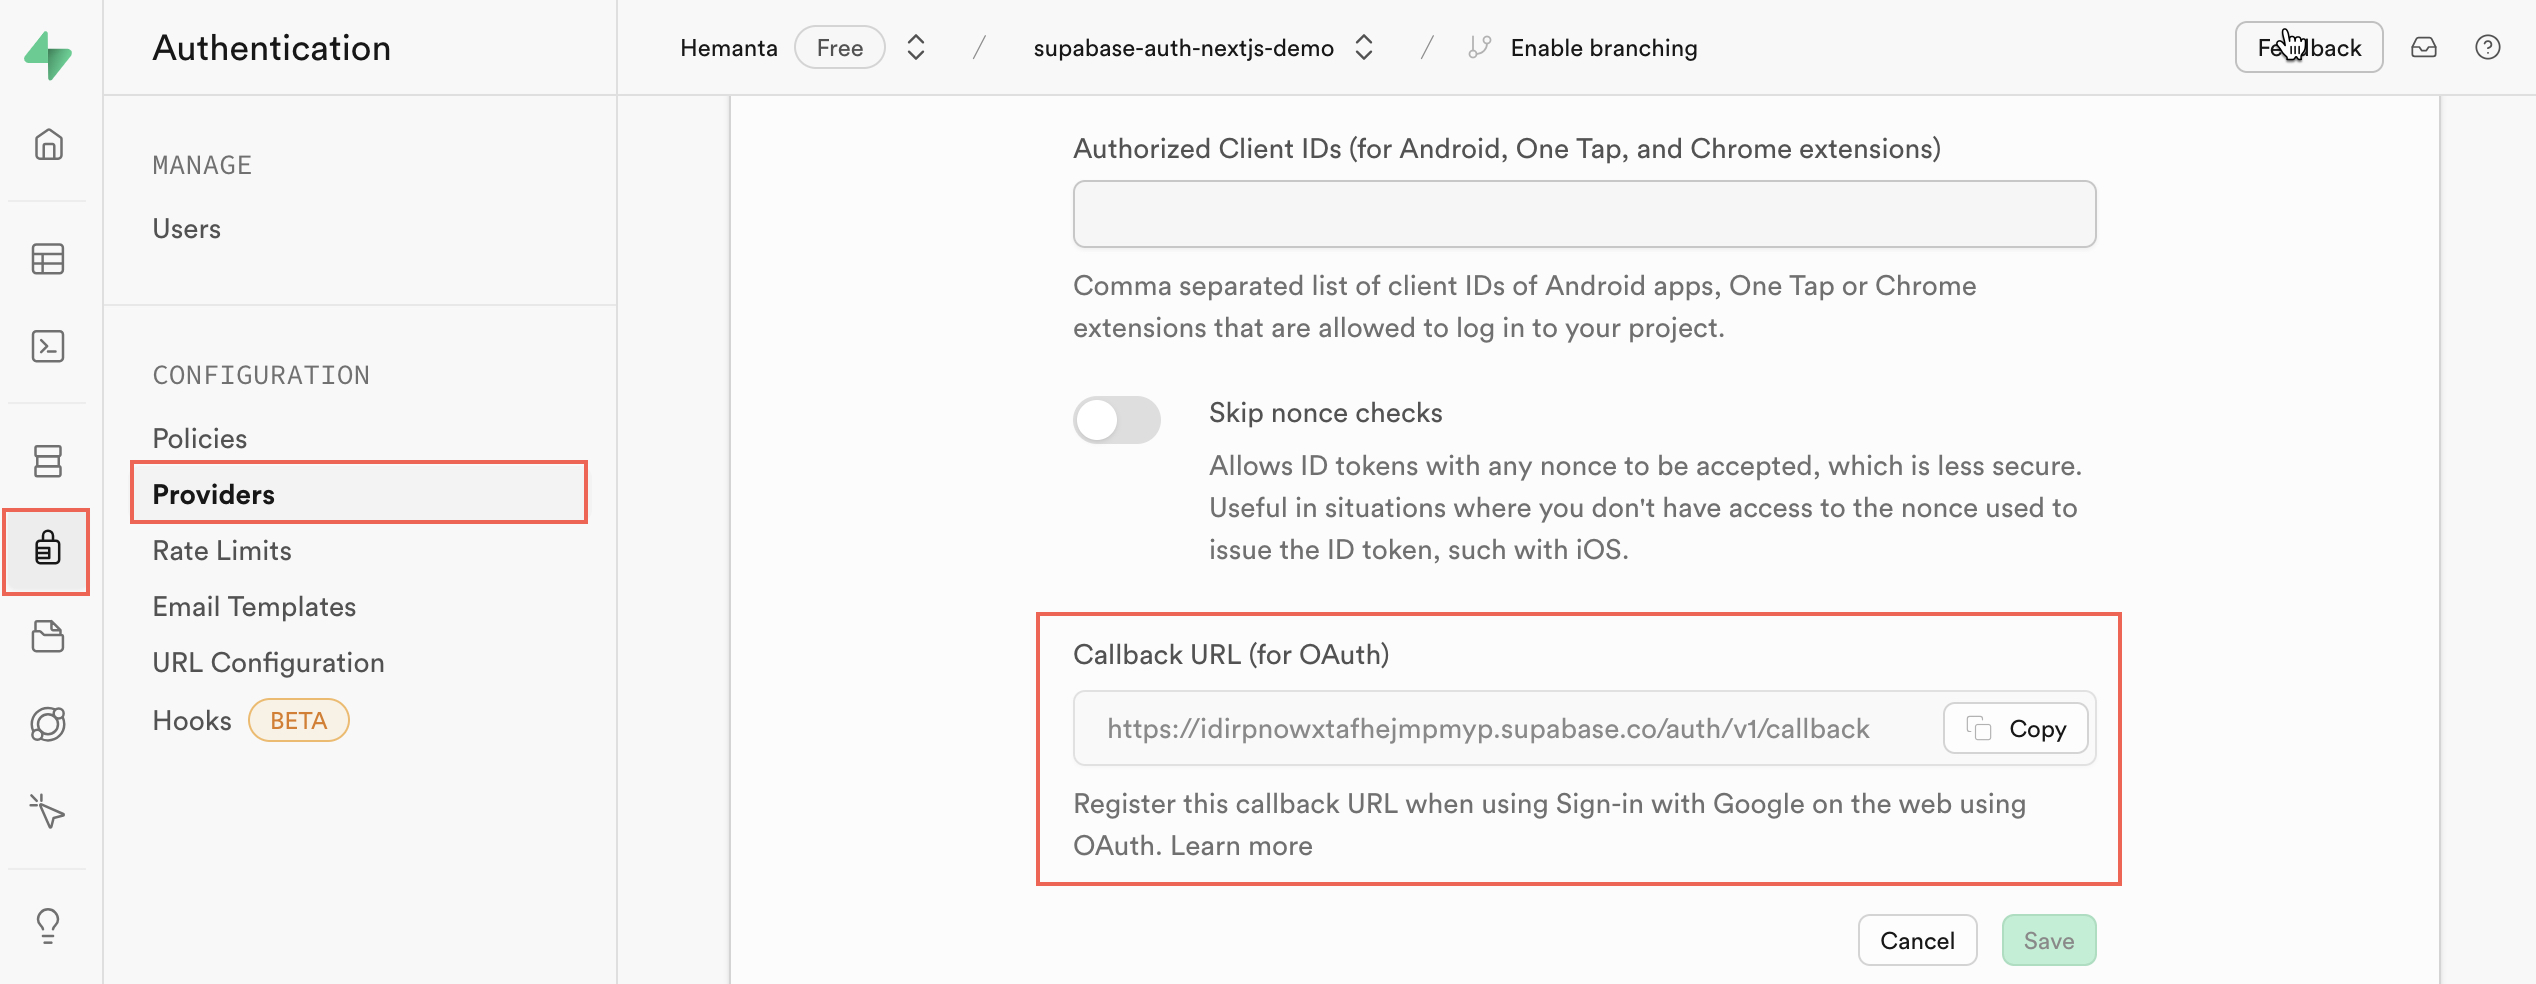 Authentication
Hemanta
Free
/
supabase-auth-nextjs-demo
/
Enable branching
MANAGE
Users
CONFIGURATION
Policies
Providers
Rate Limits
Email Templates
URL Configuration
Hooks
BETA
Authorized Client IDs (for Android, One Tap, and Chrome extensions)
Comma separated list of client IDs of Android apps, One Tap or Chrome
extensions that are allowed to log in to your project.
Skip nonce checks
Allows ID tokens with any nonce to be accepted, which is less secure.
Useful in situations where you don't have access to the nonce used to
issue the ID token, such with iOS.
Callback URL (for OAuth)
https://idirpnowxtafhejmpmyp.supabase.co/auth/v1/callback
Copy
Register this callback URL when using Sign-in with Google on the web using
OAuth. Learn more
Cancel
Save